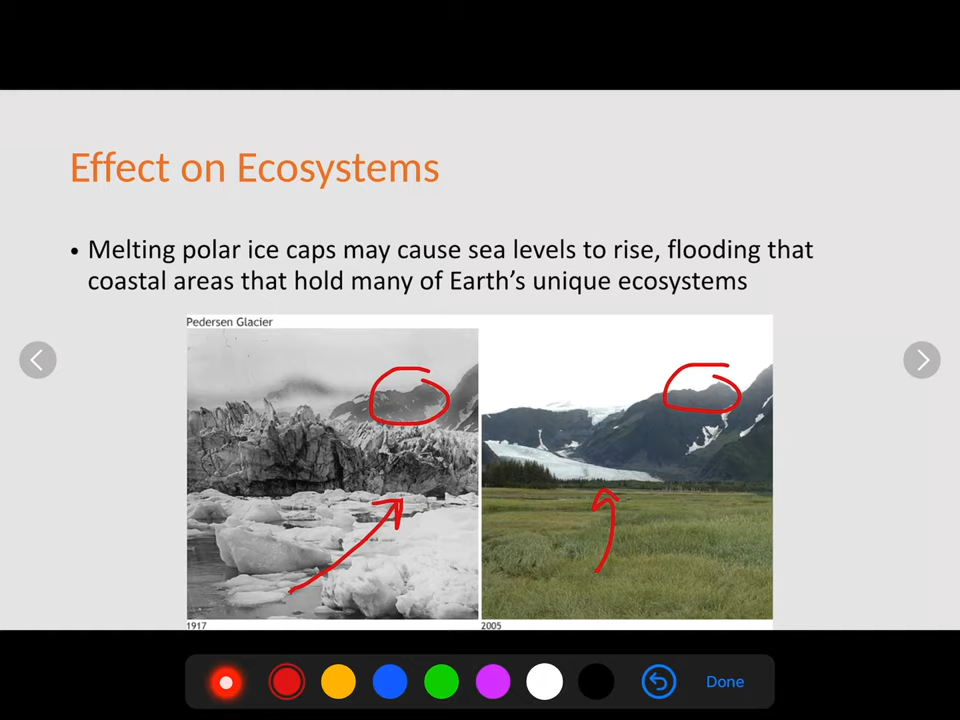 Effect on Ecosystems
• Melting polar ice caps may cause sea levels to rise, flooding that
coastal areas that hold many of Earth's unique ecosystems
Pedersen Glacier
1917
2005
Done